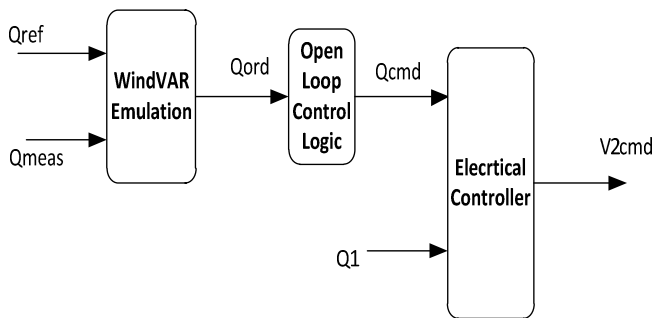 Qref
Qmeas
WindVAR
Emulation
Qord
Open
Loop
Control
Logic
Qcmd
Q1
Elecrtical
Controller
V2cmd